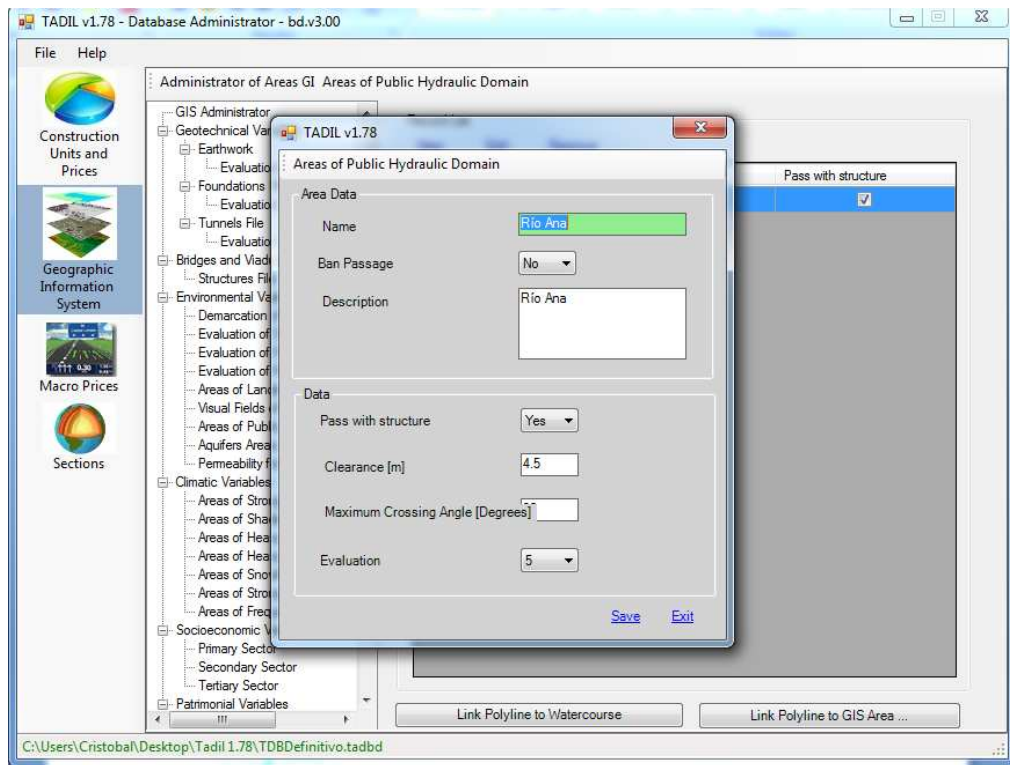 TADIL v1.78 - Database Administrator - bd.v3.00
File Help
Administrator of Areas GI Areas of Public Hydraulic Domain
Construction
Units and
Prices
Geographic
Information
System
Macro Prices
Sections
GIS Administrator
Geotechnical Var
Earthwork
Evaluatio
Foundations
Evaluatio
Tunnels File
Evaluatio
Bridges and Viad
Structures File
Environmental Va
Demarcation
Evaluation of
Evaluation of
Evaluation of
Areas of Land
Visual Fields
Areas of Publ
Aquifers Area
Permeability f
Climatic Variables
Areas of Stro
Areas of Sha
Areas of Hea
Areas of Hea
Areas of Sno
Areas of Stro
Areas of Freq
Socioeconomic V
Primary Sector
Secondary Sector
Tertiary Sector
Patrimonial Variables
Pass with structure
TADIL v1.78
Areas of Public Hydraulic Domain
Area Data
Name Río Ana
Ban Passage No
Description Río Ana
Data
Pass with structure Yes
Clearance [m] 4.5
Maximum Crossing Angle [Degrees]
Evaluation 5
Save Exit
Link Polyline to Watercourse Link Polyline to GIS Area ...
C:\Users\Cristobal\Desktop\Tadil 1.78\TDBDefinitivo.tadbd